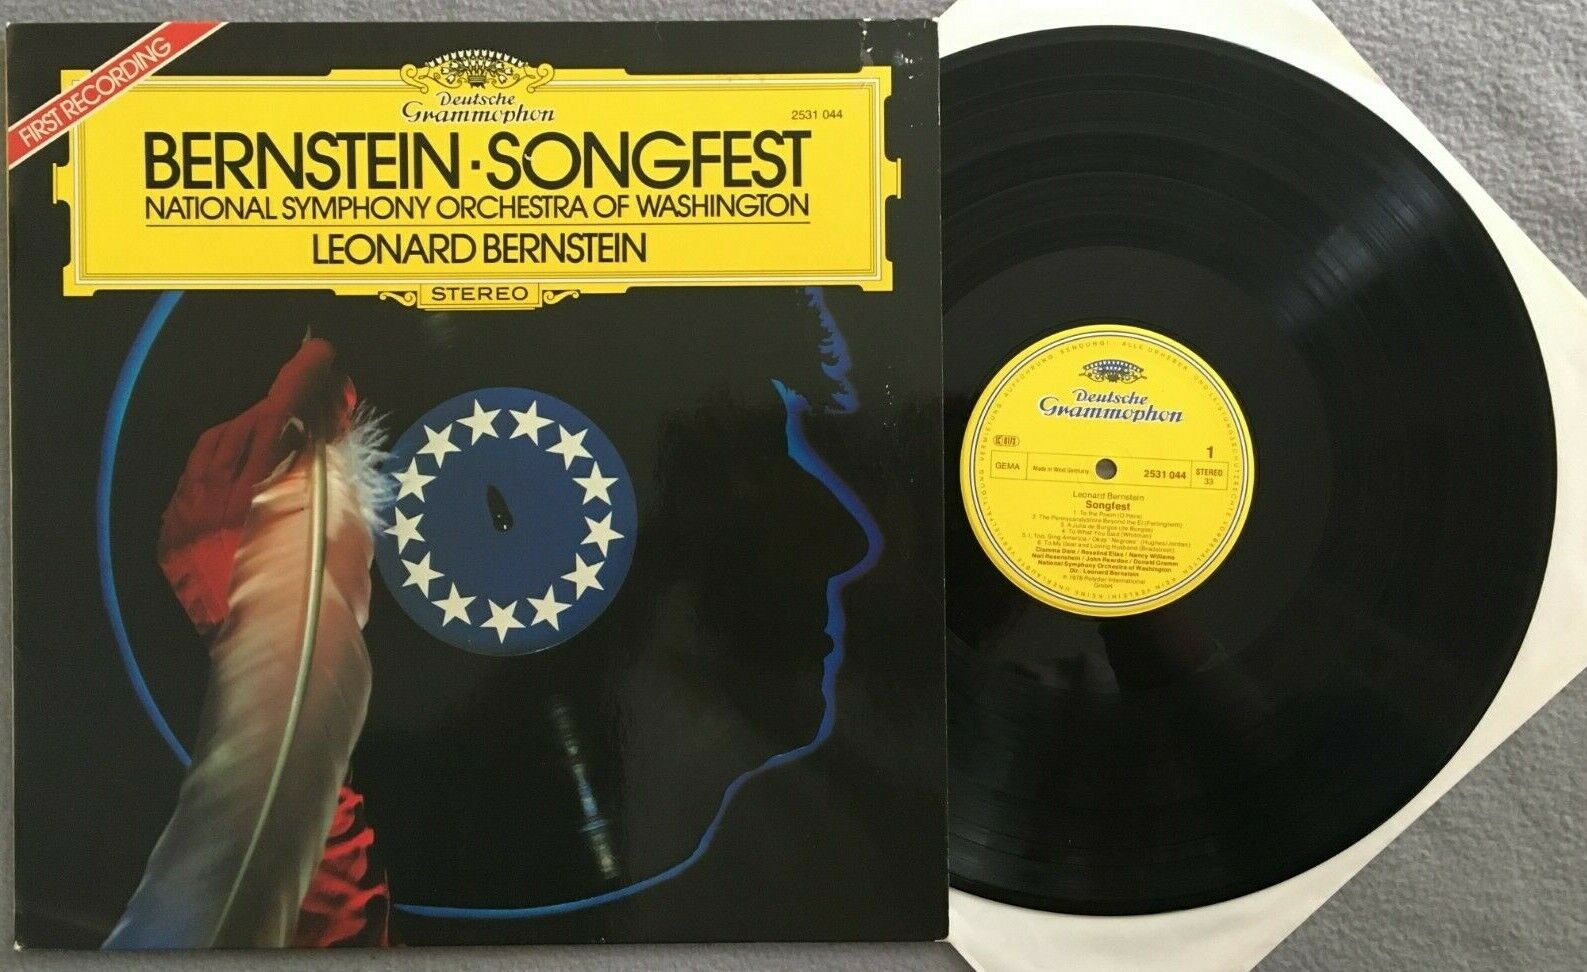 FIRST RECORDING
Deutsche
Grammophon
2531 044
BERNSTEIN · SONGFEST
NATIONAL SYMPHONY ORCHESTRA OF WASHINGTON
LEONARD BERNSTEIN
STEREO
Deutsche
Grammophon
1
GEMA
Made in West Germany
2531 044
STEREO
33
Leonard Bernstein
Songfest
1. To the Poem (O'Hara)
2. The Pennycandystore Beyond the El (Ferlinghetti)
3. A Julia de Burgos (de Burgos)
4. To What You Said (Whitman)
5. I, Too, Sing America / Okay "Negroes" (Hughes/Jordan)
6. To My Dear and Loving Husband (Bradstreet)
Clamma Dale / Rosalind Elias / Nancy Williams
Neil Rosenshein / John Reardon / Donald Gramm
National Symphony Orchestra of Washington
Dir.: Leonard Bernstein
℗ 1978 Polydor International
GmbH